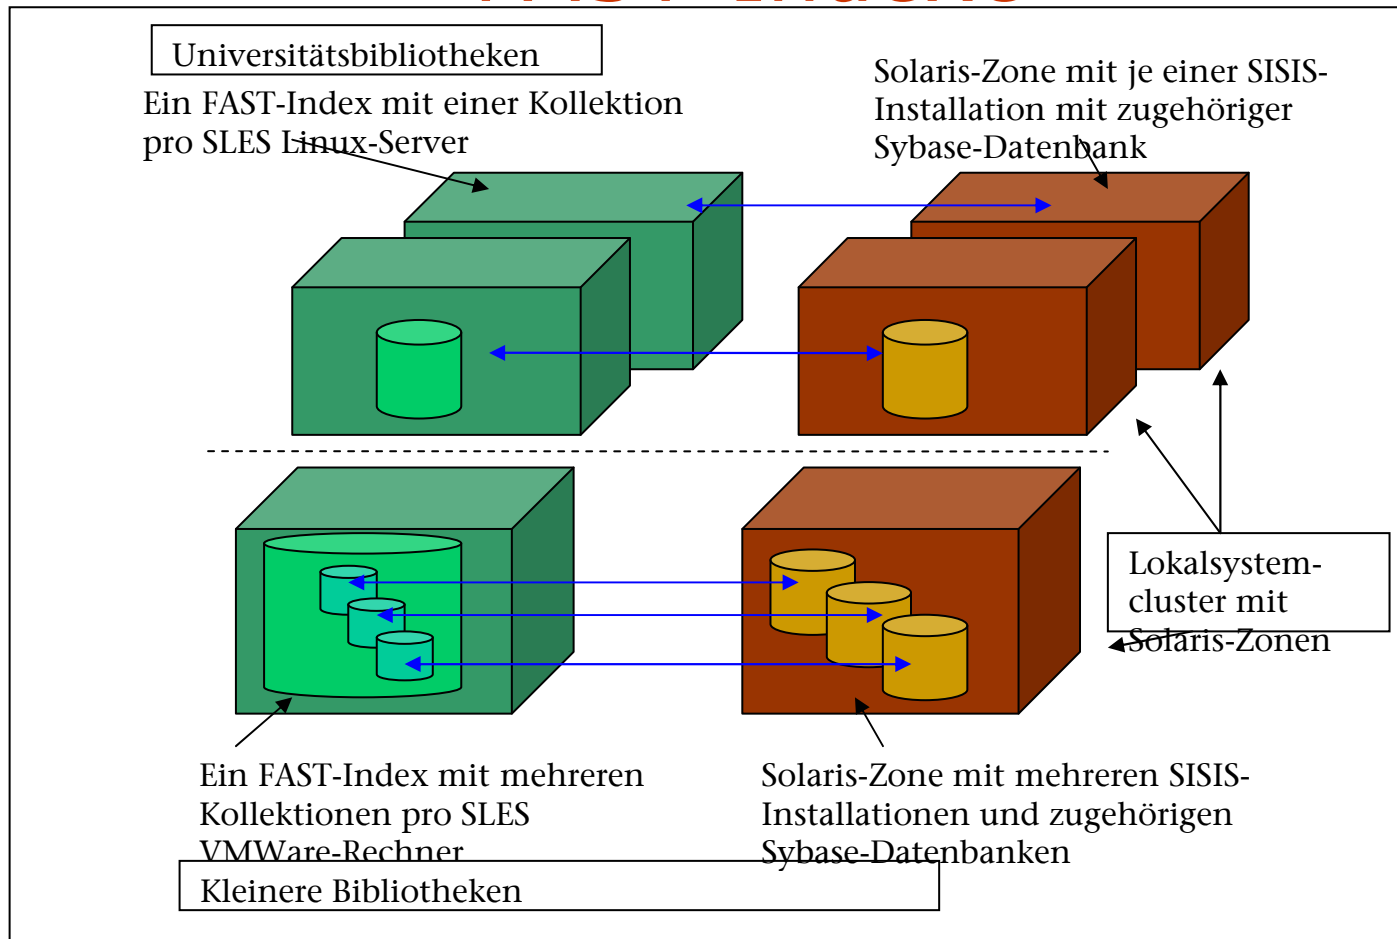 Universitätsbibliotheken
Ein FAST-Index mit einer Kollektion
pro SLES Linux-Server
Solaris-Zone mit je einer SISIS-
Installation mit zugehöriger
Sybase-Datenbank
Lokalsystem-
cluster mit
Solaris-Zonen
Ein FAST-Index mit mehreren
Kollektionen pro SLES
VMWare-Rechner
Solaris-Zone mit mehreren SISIS-
Installationen und zugehörigen
Sybase-Datenbanken
Kleinere Bibliotheken